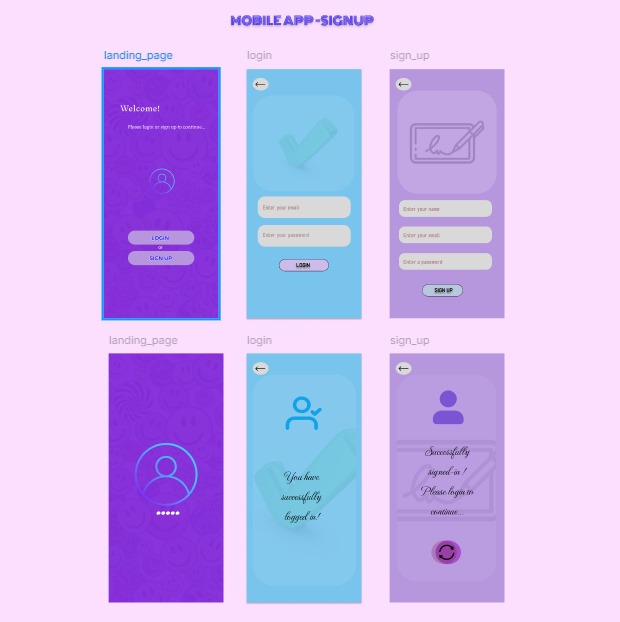 MOBILE APP -SIGNUP
landing_page
login
sign_up
Welcome!
Please login or sign up to continue...
LOGIN
or
SIGN UP
Enter your email
Enter your password
LOGIN
Enter your name
Enter your email
Enter a password
SIGN UP
landing_page
login
sign_up
You have
successfully
logged in!
Successfully
signed-in !
Please login to
continue...